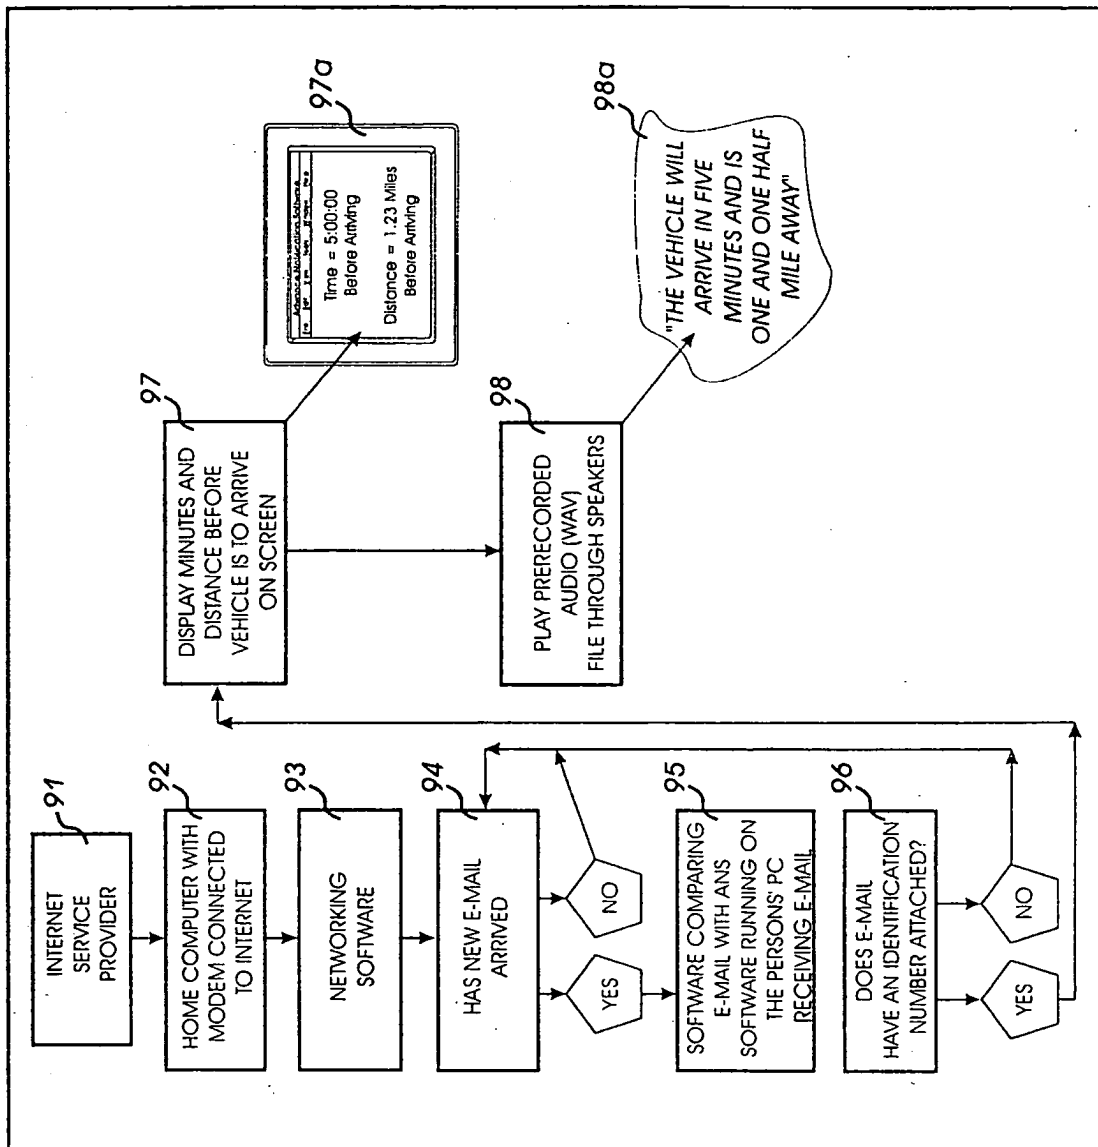 91
INTERNET
SERVICE
PROVIDER
92
HOME COMPUTER WITH
MODEM CONNECTED
TO INTERNET
93
NETWORKING
SOFTWARE
94
HAS NEW E-MAIL
ARRIVED
YES
NO
95
SOFTWARE COMPARING
E-MAIL WITH ANS
SOFTWARE RUNNING ON
THE PERSONS' PC
RECEIVING E-MAIL
96
DOES E-MAIL
HAVE AN IDENTIFICATION
NUMBER ATTACHED?
YES
NO
97
DISPLAY MINUTES AND
DISTANCE BEFORE
VEHICLE IS TO ARRIVE
ON SCREEN
97a
Advance Notification Software
Time = 5:00:00
Before Arriving
Distance = 1.23 Miles
Before Arriving
98
PLAY PRERECORDED
AUDIO (WAV)
FILE THROUGH SPEAKERS
98a
"THE VEHICLE WILL
ARRIVE IN FIVE
MINUTES AND IS
ONE AND ONE HALF
MILE AWAY"